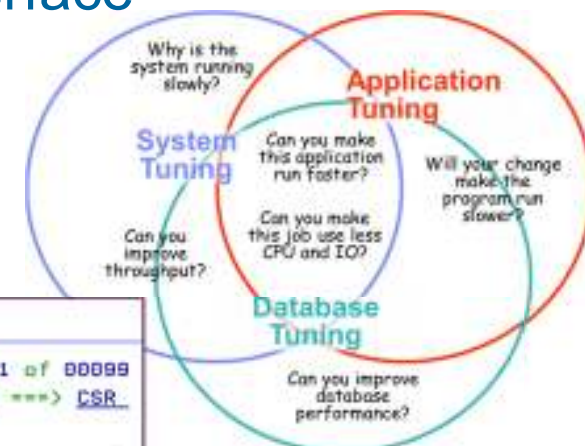 Why is the
system running
slowly?
Application
Tuning
System
Tuning
Can you make
this application
run faster?
Will your change
make the
program run
slower?
Can you make
this job use less
CPU and IO?
Can you
improve
throughput?
Database
Tuning
1 of 00099
===> CSR
Can you improve
database
performance?